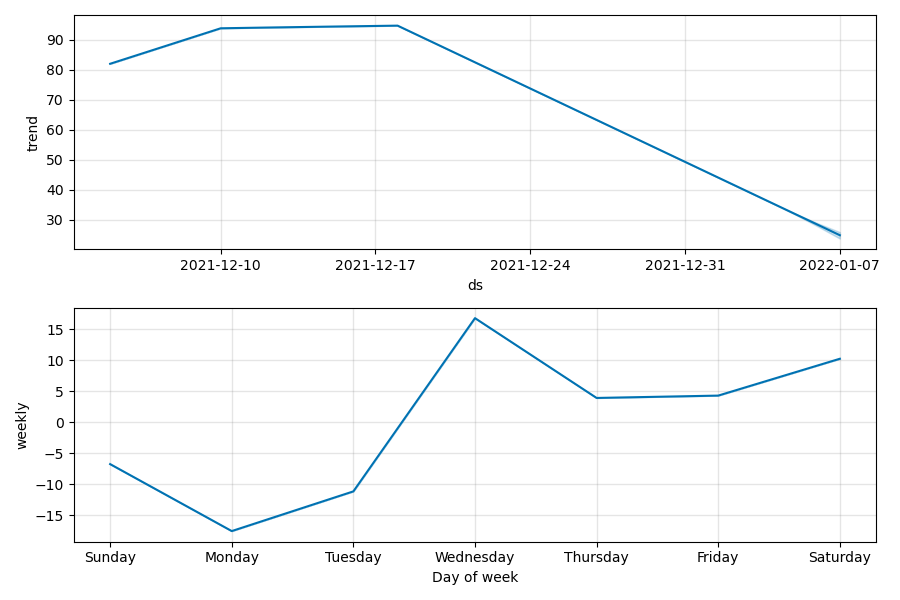 90
80
70
60
50
40
30
trend
2021-12-10 2021-12-17 2021-12-24 2021-12-31 2022-01-07
ds
15
10
5
0
−5
−10
−15
weekly
Sunday Monday Tuesday Wednesday Thursday Friday Saturday
Day of week